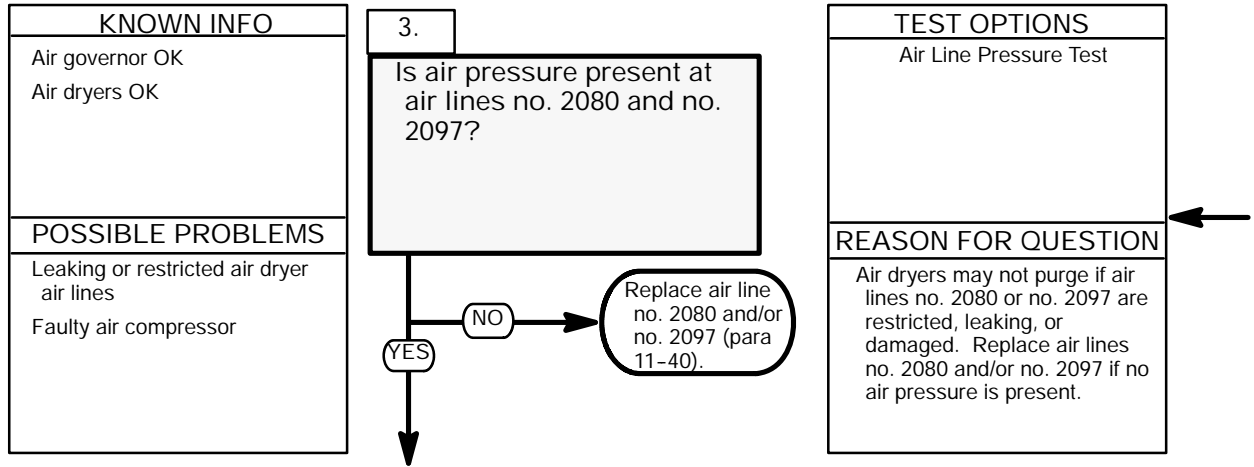 KNOWN INFO
Air governor OK
Air dryers OK
POSSIBLE PROBLEMS
Leaking or restricted air dryer
air lines
Faulty air compressor
3.
Is air pressure present at
air lines no. 2080 and no.
2097?
NO
YES
Replace air line
no. 2080 and/or
no. 2097 (para
11-40).
TEST OPTIONS
Air Line Pressure Test
REASON FOR QUESTION
Air dryers may not purge if air
lines no. 2080 or no. 2097 are
restricted, leaking, or
damaged. Replace air lines
no. 2080 and/or no. 2097 if no
air pressure is present.